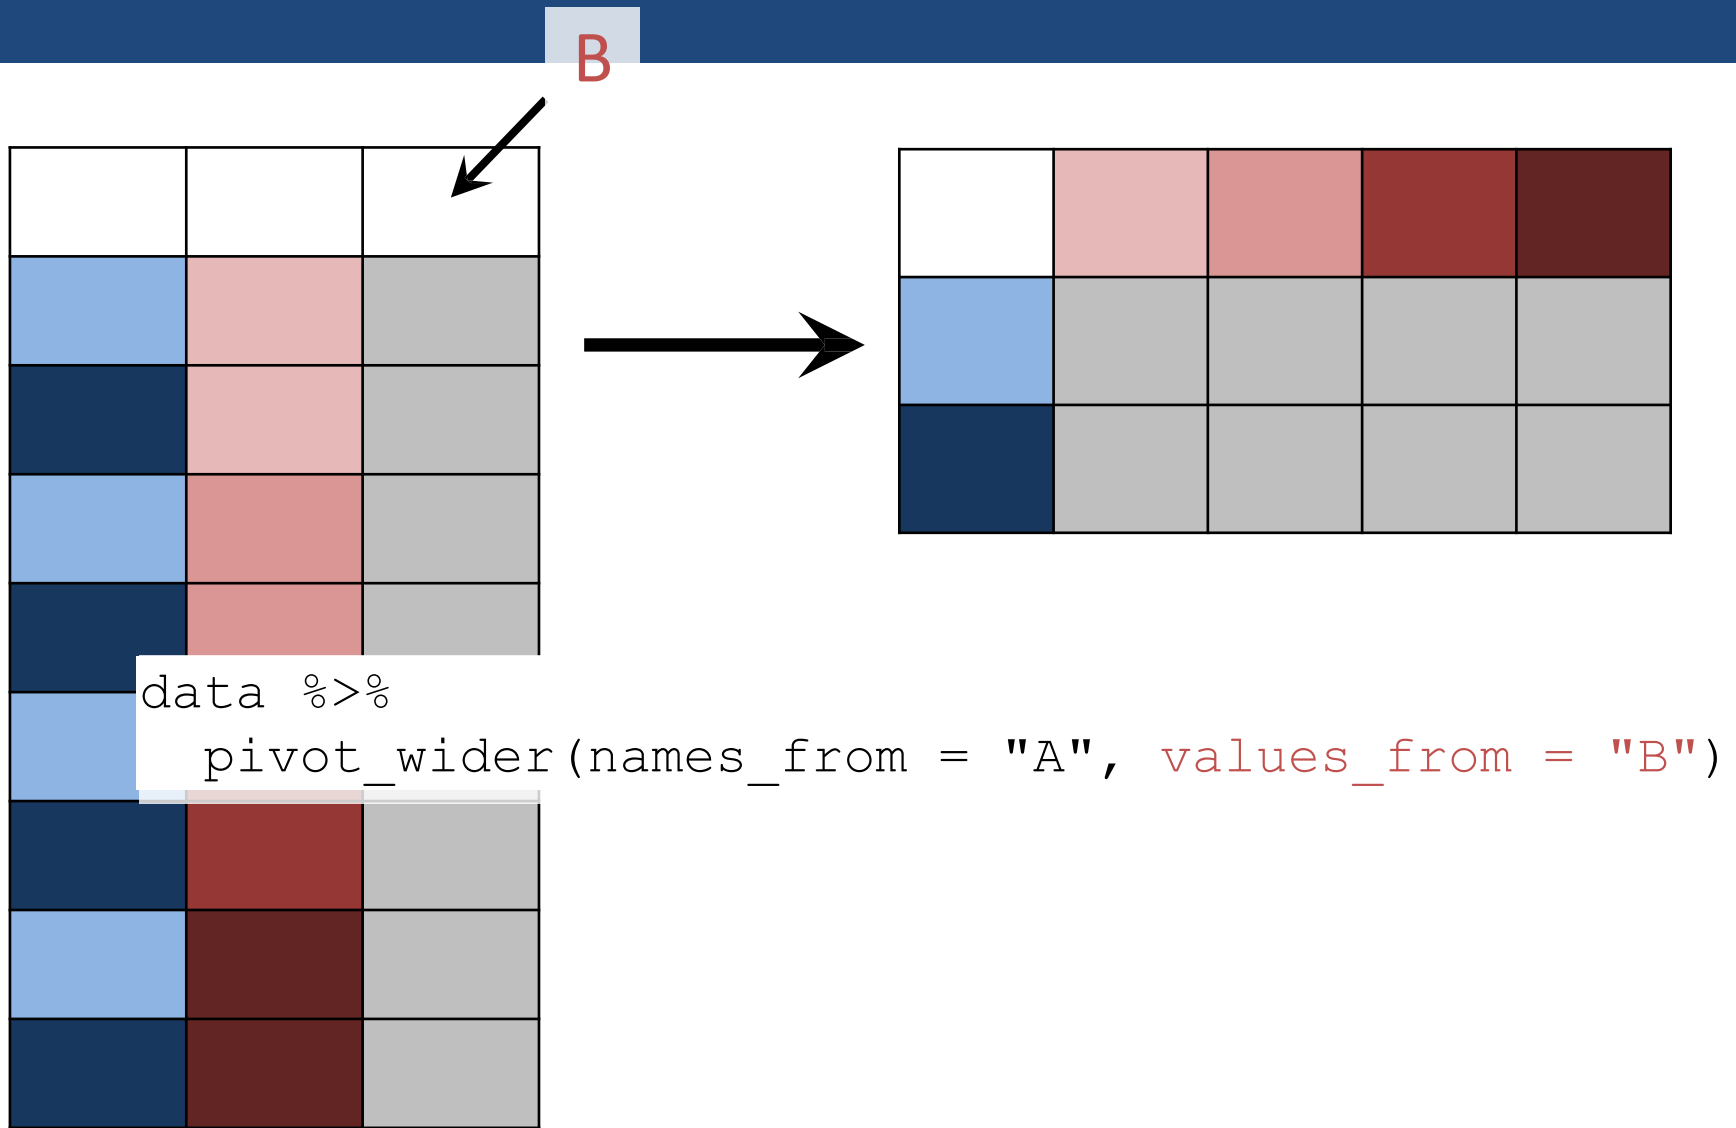 B
data %>%
pivot_wider(names_from = "A", values_from = "B")